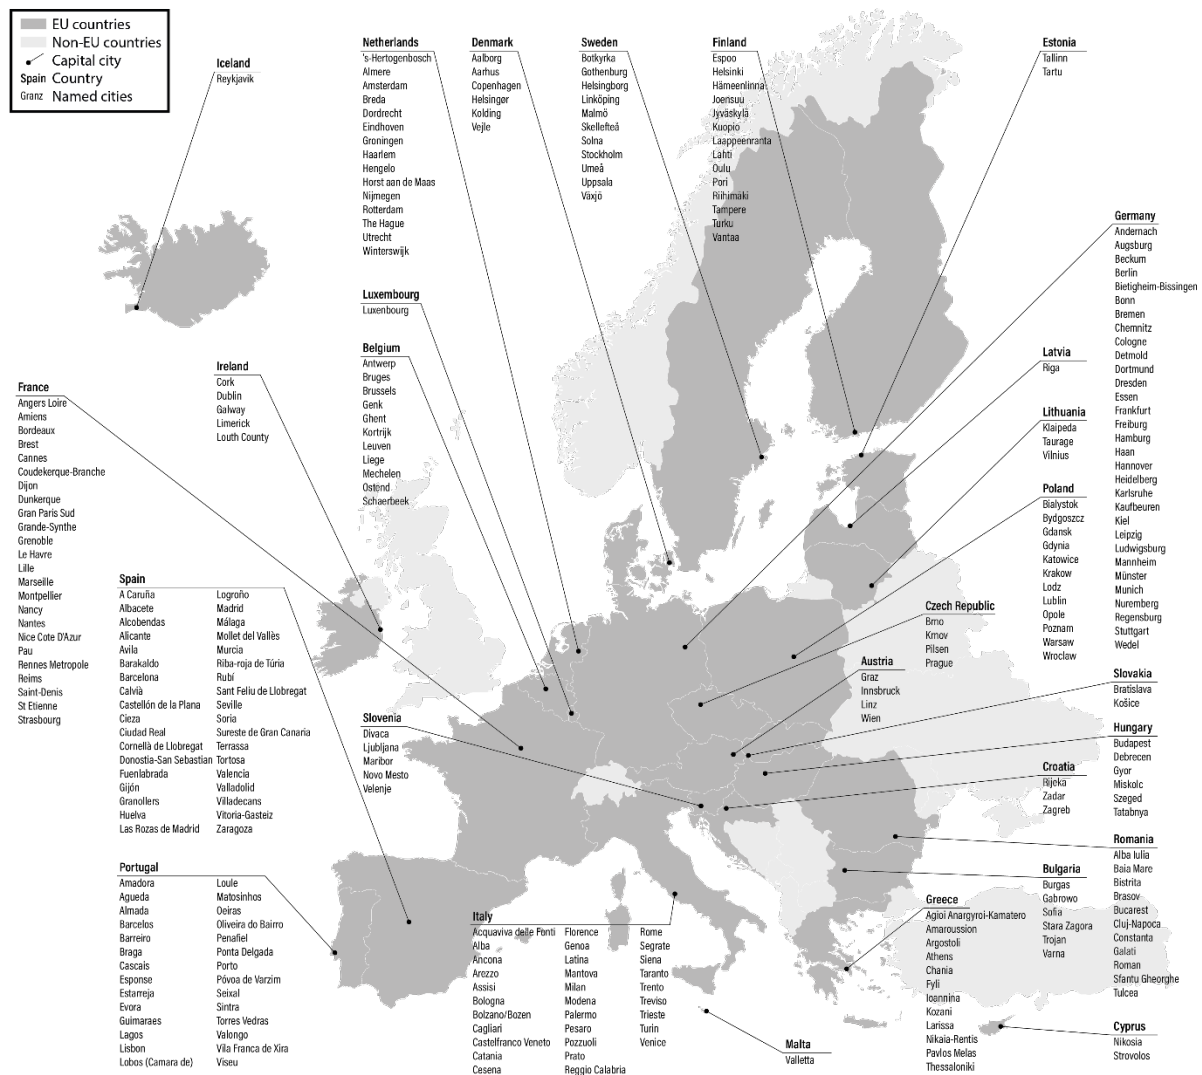 EU countries
Non-EU countries
Capital city
Spain Country
Granz Named cities
Iceland
Reykjavik
Netherlands
's-Hertogenbosch
Almere
Amsterdam
Breda
Dordrecht
Eindhoven
Groningen
Haarlem
Hengelo
Horst aan de Maas
Nijmegen
Rotterdam
The Hague
Utrecht
Winterswijk
Denmark
Aalborg
Aarhus
Copenhagen
Helsingør
Kolding
Vejle
Sweden
Botkyrka
Gothenburg
Helsingborg
Linköping
Malmö
Skellefteå
Solna
Stockholm
Umeå
Uppsala
Växjö
Finland
Espoo
Helsinki
Hämeenlinna
Joensuu
Jyväskylä
Kuopio
Laappeenranta
Lahti
Oulu
Pori
Riihimäki
Tampere
Turku
Vantaa
Estonia
Tallinn
Tartu
Germany
Andernach
Augsburg
Beckum
Berlin
Bietigheim-Bissingen
Bonn
Bremen
Chemnitz
Cologne
Detmold
Dortmund
Dresden
Essen
Frankfurt
Freiburg
Hamburg
Haan
Hannover
Heidelberg
Karlsruhe
Kaufbeuren
Kiel
Leipzig
Ludwigsburg
Mannheim
Münster
Munich
Nuremberg
Regensburg
Stuttgart
Wedel
Luxembourg
Luxenbourg
Belgium
Antwerp
Bruges
Brussels
Genk
Ghent
Kortrijk
Leuven
Liege
Mechelen
Ostend
Schaerbeek
Ireland
Cork
Dublin
Galway
Limerick
Louth County
France
Angers Loire
Amiens
Bordeaux
Brest
Cannes
Coudekerque-Branche
Dijon
Dunkerque
Gran Paris Sud
Grande-Synthe
Grenoble
Le Havre
Lille
Marseille
Montpellier
Nancy
Nantes
Nice Cote D'Azur
Pau
Rennes Metropole
Reims
Saint-Denis
St Etienne
Strasbourg
Latvia
Riga
Lithuania
Klaipeda
Taurage
Vilnius
Poland
Bialystok
Bydgoszcz
Gdansk
Gdynia
Katowice
Krakow
Lodz
Lublin
Opole
Poznam
Warsaw
Wroclaw
Spain
A Caruña
Albacete
Alcobendas
Alicante
Avila
Barakaldo
Barcelona
Calvià
Castellón de la Plana
Cieza
Ciudad Real
Cornellà de Llobregat
Donostia-San Sebastian
Fuenlabrada
Gijón
Granollers
Huelva
Las Rozas de Madrid
Logroño
Madrid
Málaga
Mollet del Vallès
Murcia
Riba-roja de Túria
Rubí
Sant Feliu de Llobregat
Seville
Soria
Sureste de Gran Canaria
Terrassa
Tortosa
Valencia
Valladolid
Villadecans
Vitoria-Gasteiz
Zaragoza
Czech Republic
Brno
Krnov
Pilsen
Prague
Austria
Graz
Innsbruck
Linz
Wien
Slovakia
Bratislava
Košice
Slovenia
Divaca
Ljubljana
Maribor
Novo Mesto
Velenje
Hungary
Budapest
Debrecen
Gyor
Miskolc
Szeged
Tatabnya
Croatia
Rijeka
Zadar
Zagreb
Romania
Alba Iulia
Baia Mare
Bistrita
Brasov
Bucarest
Cluj-Napoca
Constanta
Galati
Roman
Sfantu Gheorghe
Tulcea
Portugal
Amadora
Agueda
Almada
Barcelos
Barreiro
Braga
Cascais
Esponse
Estarreja
Evora
Guimaraes
Lagos
Lisbon
Lobos (Camara de)
Loule
Matosinhos
Oeiras
Oliveira do Bairro
Penafiel
Ponta Delgada
Porto
Póvoa de Varzim
Seixal
Sintra
Torres Vedras
Valongo
Vila Franca de Xira
Viseu
Bulgaria
Burgas
Gabrowo
Sofia
Stara Zagora
Trojan
Varna
Greece
Agioi Anargyroi-Kamatero
Amaroussion
Argostoli
Athens
Chania
Fyli
Ioannina
Kozani
Larissa
Nikaia-Rentis
Pavlos Melas
Thessaloniki
Italy
Acquaviva delle Fonti
Alba
Ancona
Arezzo
Assisi
Bologna
Bolzano/Bozen
Cagliari
Castelfranco Veneto
Catania
Cesena
Florence
Genoa
Latina
Mantova
Milan
Modena
Palermo
Pesaro
Pozzuoli
Prato
Reggio Calabria
Rome
Segrate
Siena
Taranto
Trento
Treviso
Trieste
Turin
Venice
Malta
Valletta
Cyprus
Nikosia
Strovolos